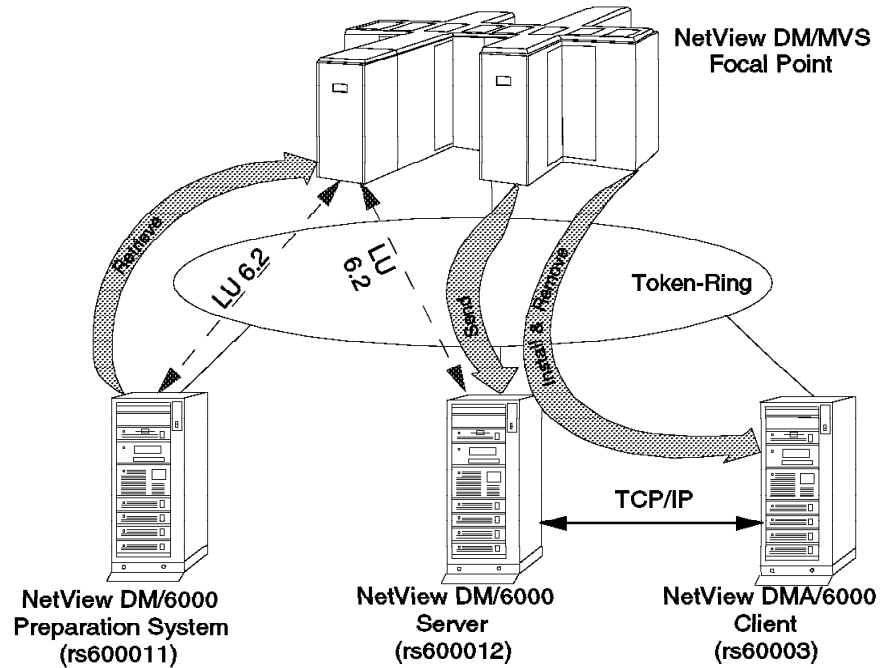 NetView DM/MVS
Focal Point
Retrieve
LU 6.2
LU
6.2
Send
Install & Remove
Token-Ring
TCP/IP
NetView DM/6000
Preparation System
(rs600011)
NetView DM/6000
Server
(rs600012)
NetView DMA/6000
Client
(rs60003)